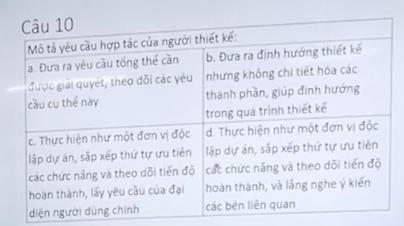 Câu 10
Mô tả yêu cầu hợp tác của người thiết kế:
a. Đưa ra yêu cầu tổng thể cần
được giải quyết, theo dõi các yêu
cầu cụ thể này
b. Đưa ra định hướng thiết kế
nhưng không chi tiết hóa các
thành phần, giúp định hướng
trong quá trình thiết kế
c. Thực hiện như một đơn vị độc
lập dự án, sắp xếp thứ tự ưu tiên
các chức năng và theo dõi tiến độ
hoàn thành, lấy yêu cầu của đại
diện người dùng chính
d. Thực hiện như một đơn vị độc
lập dự án, sắp xếp thứ tự ưu tiên
các chức năng và theo dõi tiến độ
hoàn thành, và lắng nghe ý kiến
các bên liên quan